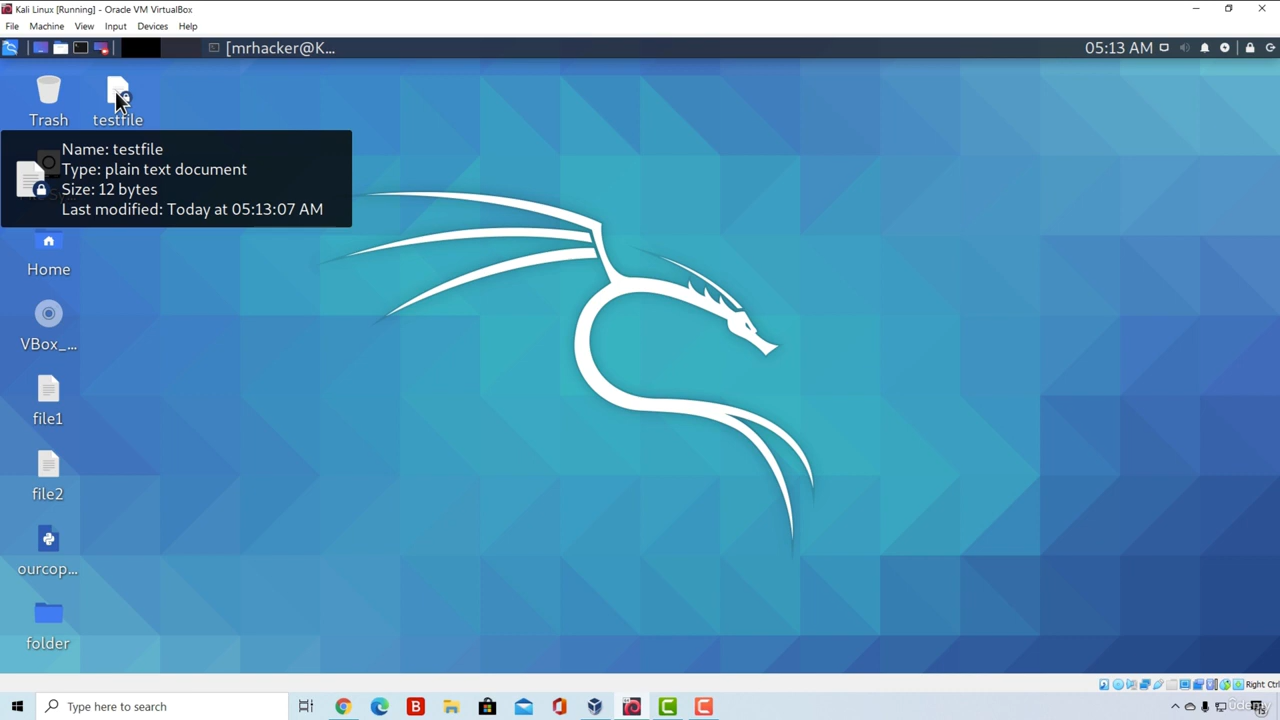 Kali Linux [Running] - Oracle VM VirtualBox
File Machine View Input Devices Help
[mrhacker@K...
05:13 AM
Trash
testfile
Name: testfile
Type: plain text document
Size: 12 bytes
Last modified: Today at 05:13:07 AM
Home
VBox_...
file1
file2
ourcop...
folder
Right Ctrl
Type here to search